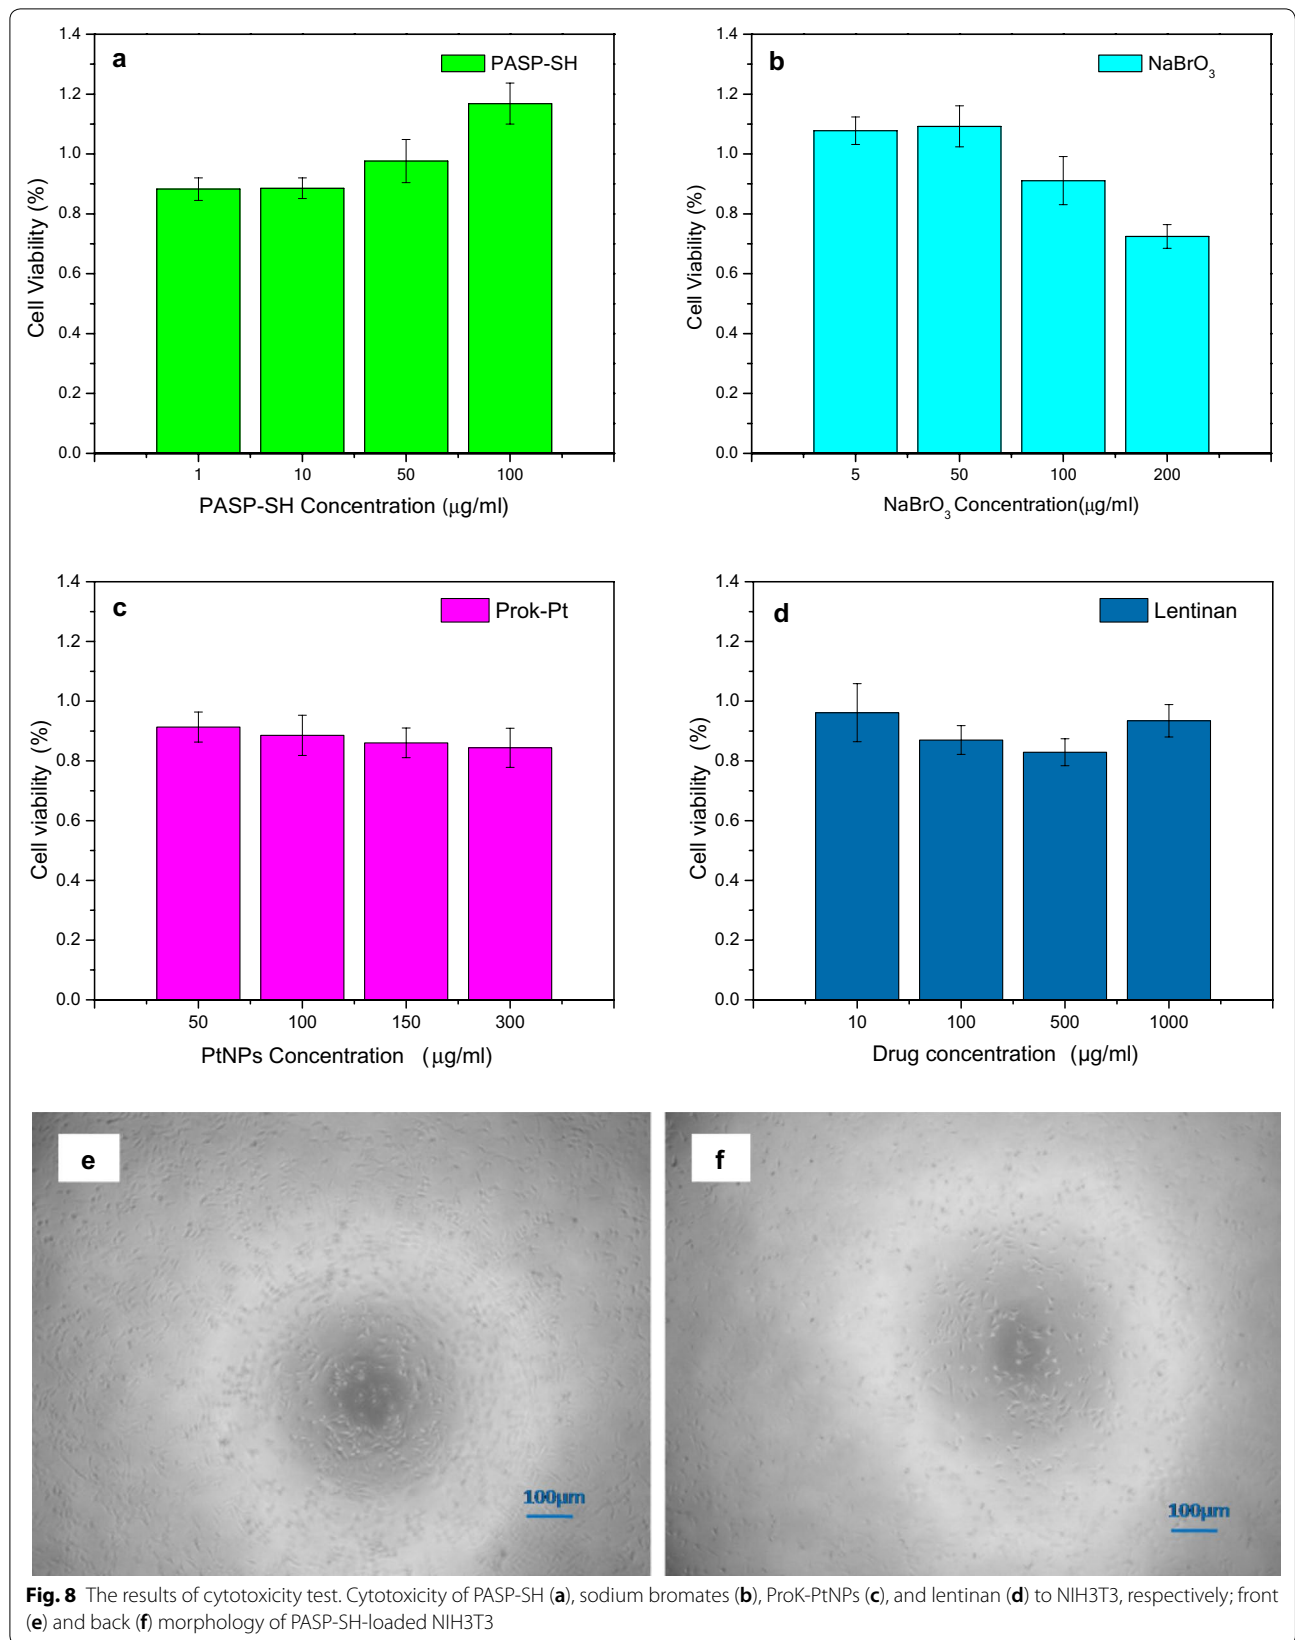 a
PASP-SH
1.4
1.2
1.0
0.8
0.6
0.4
0.2
0.0
Cell Viability (%)
1 10 50 100
PASP-SH Concentration (μg/ml)
b
NaBrO3
1.4
1.2
1.0
0.8
0.6
0.4
0.2
0.0
Cell Viability (%)
5 50 100 200
NaBrO3 Concentration(μg/ml)
c
Prok-Pt
1.4
1.2
1.0
0.8
0.6
0.4
0.2
0.0
Cell viability (%)
50 100 150 300
PtNPs Concentration (μg/ml)
d
Lentinan
1.4
1.2
1.0
0.8
0.6
0.4
0.2
0.0
Cell viability (%)
10 100 500 1000
Drug concentration (μg/ml)
e
100μm
f
100μm
Fig. 8 The results of cytotoxicity test. Cytotoxicity of PASP-SH (a), sodium bromates (b), ProK-PtNPs (c), and lentinan (d) to NIH3T3, respectively; front
(e) and back (f) morphology of PASP-SH-loaded NIH3T3